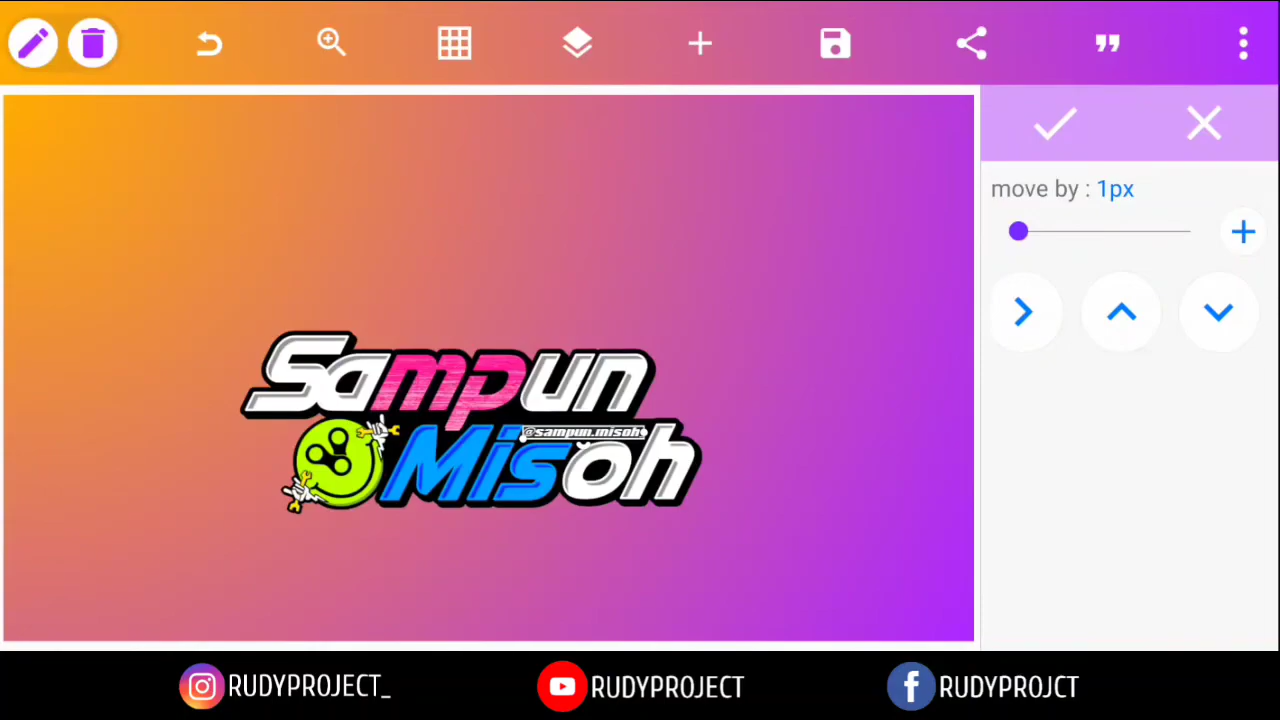 move by : 1px
Sampun
@sampun.misoh
Misoh
RUDYPROJECT_
RUDYPROJECT
RUDYPROJCT